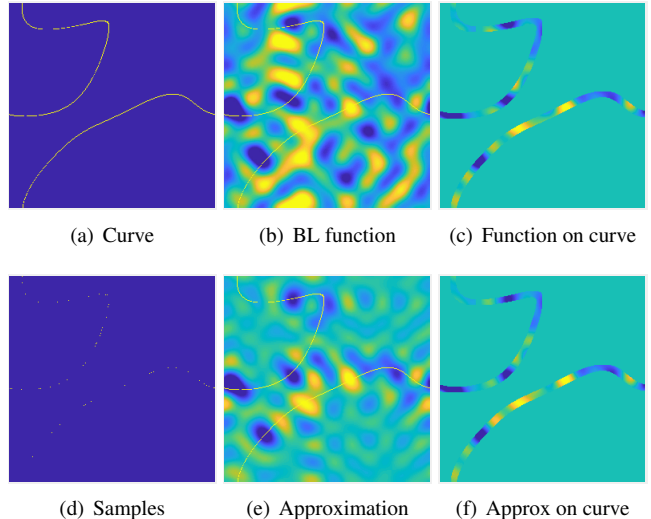 (a) Curve
(b) BL function
(c) Function on curve
(d) Samples
(e) Approximation
(f) Approx on curve